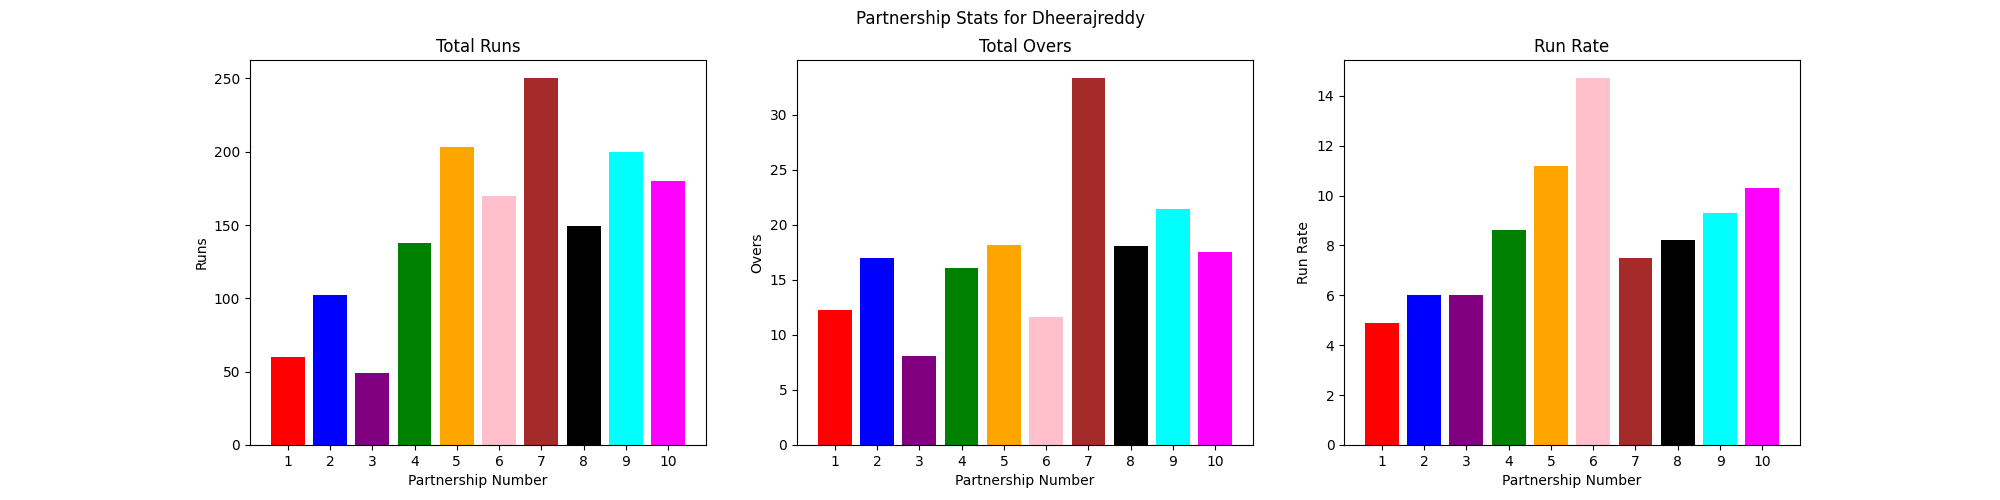 Partnership Stats for Dheerajreddy
Total Runs
Runs
250
200
150
100
50
0
1 2 3 4 5 6 7 8 9 10
Partnership Number
Total Overs
Overs
30
25
20
15
10
5
0
1 2 3 4 5 6 7 8 9 10
Partnership Number
Run Rate
Run Rate
14
12
10
8
6
4
2
0
1 2 3 4 5 6 7 8 9 10
Partnership Number